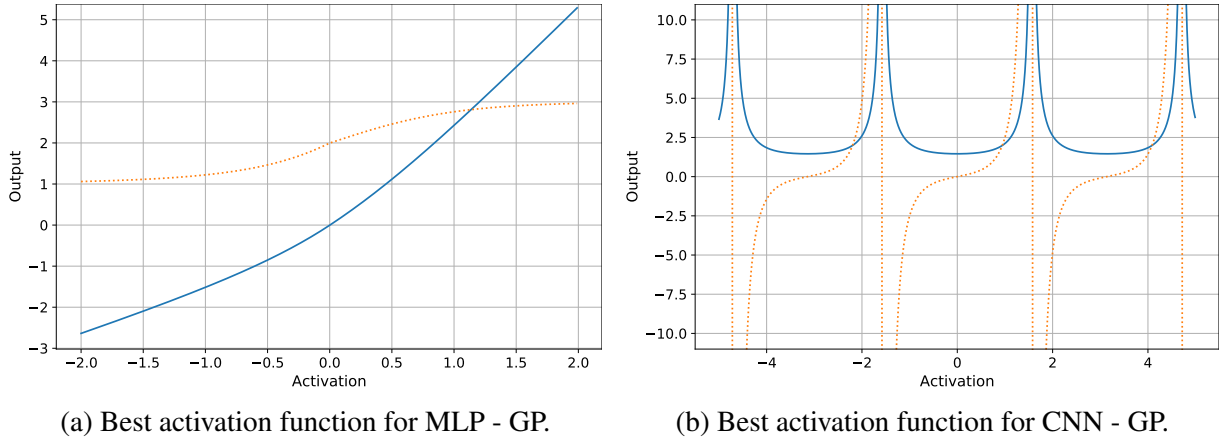 5
4
3
2
1
0
−1
−2
−3
Output
−2.0 −1.5 −1.0 −0.5 0.0 0.5 1.0 1.5 2.0
Activation
(a) Best activation function for MLP - GP.
10.0
7.5
5.0
2.5
0.0
−2.5
−5.0
−7.5
−10.0
Output
−4 −2 0 2 4
Activation
(b) Best activation function for CNN - GP.